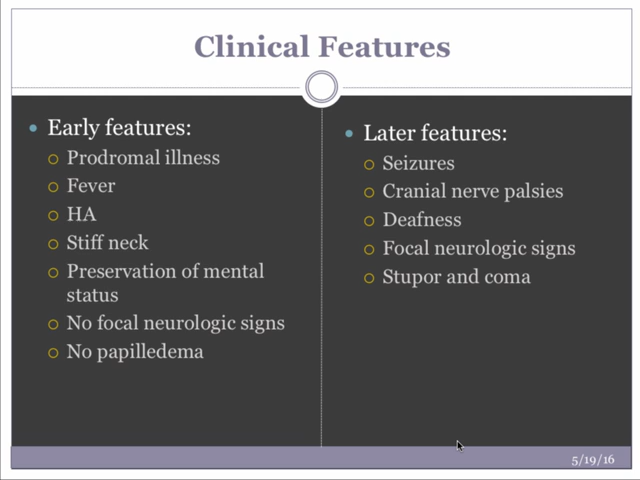 Clinical Features
Early features:
Prodromal illness
Fever
HA
Stiff neck
Preservation of mental
status
No focal neurologic signs
No papilledema
Later features:
Seizures
Cranial nerve palsies
Deafness
Focal neurologic signs
Stupor and coma
5/19/16